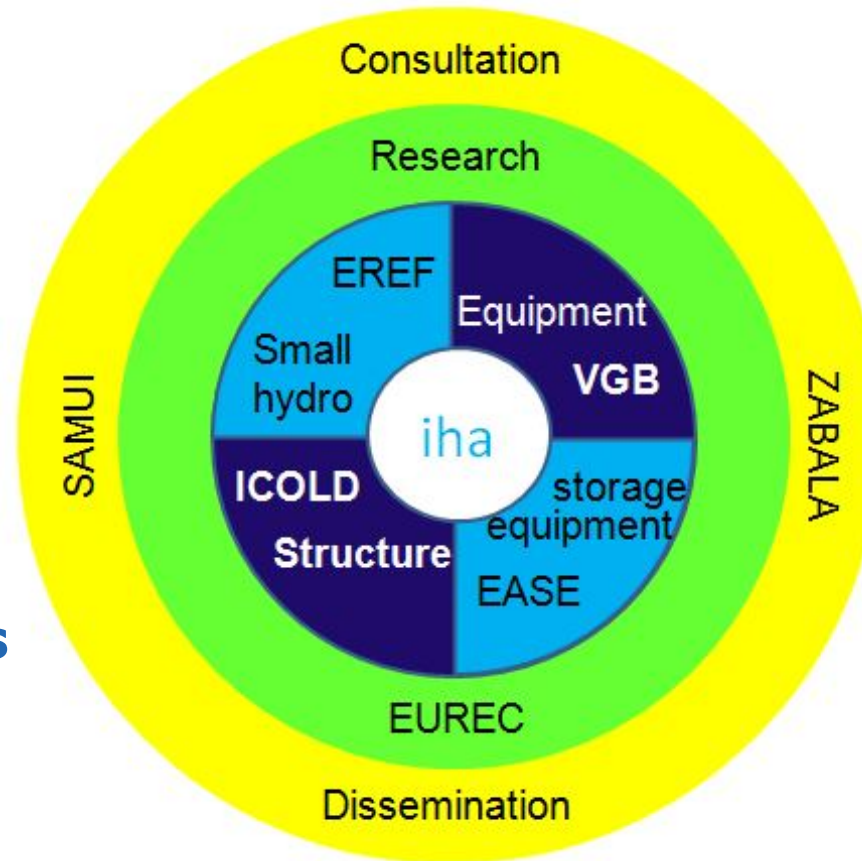 Consultation
Research
EREF
Equipment
Small
hydro
VGB
SAMUI
iha
ZABALA
ICOLD
storage
equipment
Structure
EASE
s
EUREC
Dissemination